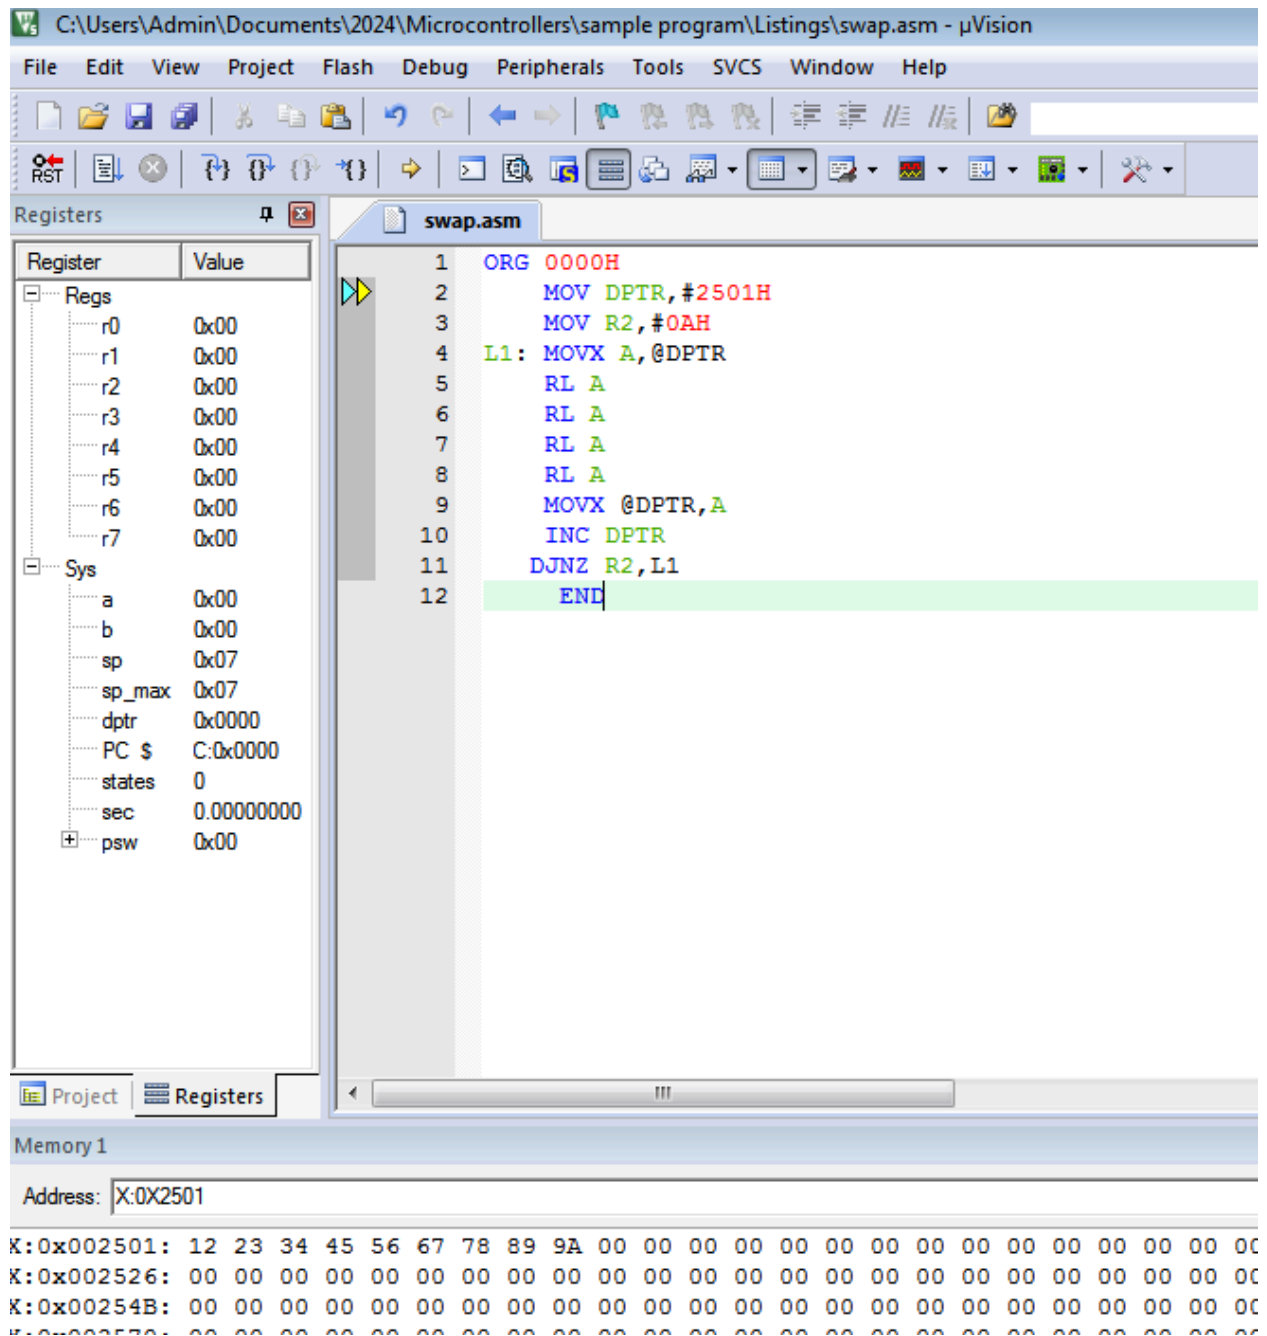 C:\Users\Admin\Documents\2024\Microcontrollers\sample program\Listings\swap.asm - µVision
File Edit View Project Flash Debug Peripherals Tools SVCS Window Help
RST
Registers
swap.asm
Register Value
Regs
r0 0x00
r1 0x00
r2 0x00
r3 0x00
r4 0x00
r5 0x00
r6 0x00
r7 0x00
Sys
a 0x00
b 0x00
sp 0x07
sp_max 0x07
dptr 0x0000
PC $ C:0x0000
states 0
sec 0.00000000
psw 0x00
1 ORG 0000H
2 MOV DPTR,#2501H
3 MOV R2,#0AH
4 L1: MOVX A,@DPTR
5 RL A
6 RL A
7 RL A
8 RL A
9 MOVX @DPTR,A
10 INC DPTR
11 DJNZ R2,L1
12 END
Project Registers
Memory 1
Address: X:0X2501
X:0x002501: 12 23 34 45 56 67 78 89 9A 00 00 00 00 00 00 00 00 00 00 00 00 00 00 00
X:0x002526: 00 00 00 00 00 00 00 00 00 00 00 00 00 00 00 00 00 00 00 00 00 00 00 00
X:0x00254B: 00 00 00 00 00 00 00 00 00 00 00 00 00 00 00 00 00 00 00 00 00 00 00 00